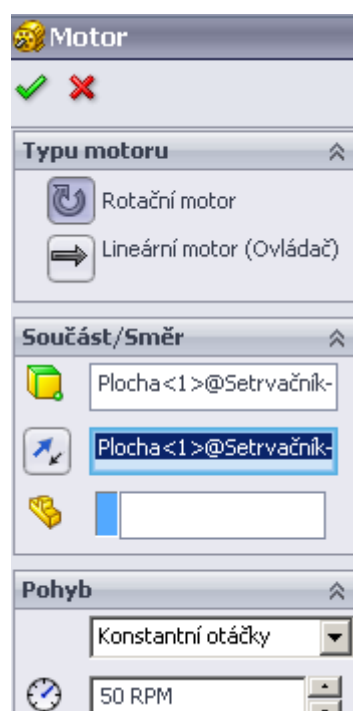 Motor
Typu motoru
Rotační motor
Lineární motor (Ovládač)
Součást/Směr
Plocha<1>@Setrvačník-
Plocha<1>@Setrvačník-
Pohyb
Konstantní otáčky
50 RPM